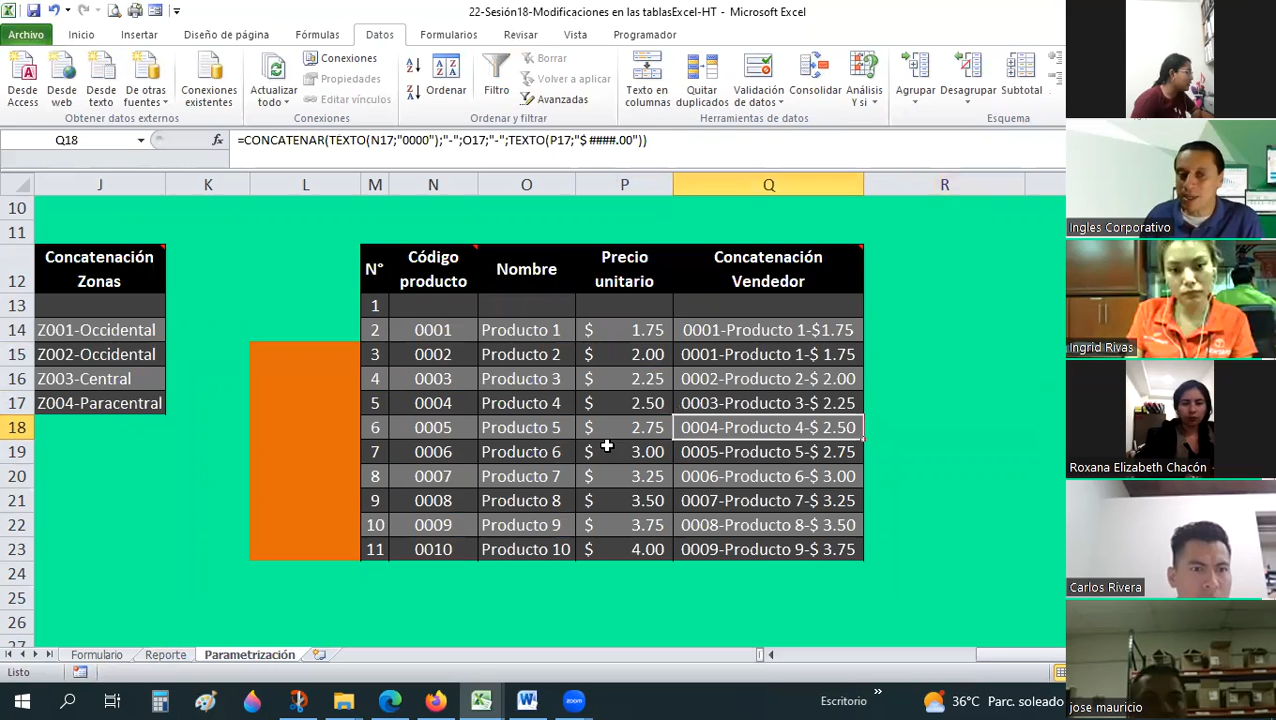 22-Sesión18-Modificaciones en las tablasExcel-HT - Microsoft Excel
Archivo Inicio Insertar Diseño de página Fórmulas Datos Formularios Revisar Vista Programador
Desde Access
Desde web
Desde texto
De otras fuentes
Conexiones existentes
Obtener datos externos
Actualizar todo
Conexiones
Propiedades
Editar vínculos
Conexiones
Ordenar
Filtro
Borrar
Volver a aplicar
Avanzadas
Ordenar y filtrar
Texto en columnas
Quitar duplicados
Validación de datos
Consolidar
Análisis Y si
Herramientas de datos
Agrupar
Desagrupar
Subtotal
Esquema
Q18 fx =CONCATENAR(TEXTO(N17;"0000");"-";O17;"-";TEXTO(P17;"$ ####.00"))
J K L M N O P Q R
10
11
12 Concatenación Zonas N° Código producto Nombre Precio unitario Concatenación Vendedor
13 1
14 Z001-Occidental 2 0001 Producto 1 $ 1.75 0001-Producto 1-$1.75
15 Z002-Occidental 3 0002 Producto 2 $ 2.00 0001-Producto 1-$ 1.75
16 Z003-Central 4 0003 Producto 3 $ 2.25 0002-Producto 2-$ 2.00
17 Z004-Paracentral 5 0004 Producto 4 $ 2.50 0003-Producto 3-$ 2.25
18 6 0005 Producto 5 $ 2.75 0004-Producto 4-$ 2.50
19 7 0006 Producto 6 $ 3.00 0005-Producto 5-$ 2.75
20 8 0007 Producto 7 $ 3.25 0006-Producto 6-$ 3.00
21 9 0008 Producto 8 $ 3.50 0007-Producto 7-$ 3.25
22 10 0009 Producto 9 $ 3.75 0008-Producto 8-$ 3.50
23 11 0010 Producto 10 $ 4.00 0009-Producto 9-$ 3.75
24
25
26
27
Formulario Reporte Parametrización
Listo
Escritorio » 36°C Parc. soleado
Ingles Corporativo
Ingrid Rivas
Roxana Elizabeth Chacón
Carlos Rivera
jose mauricio